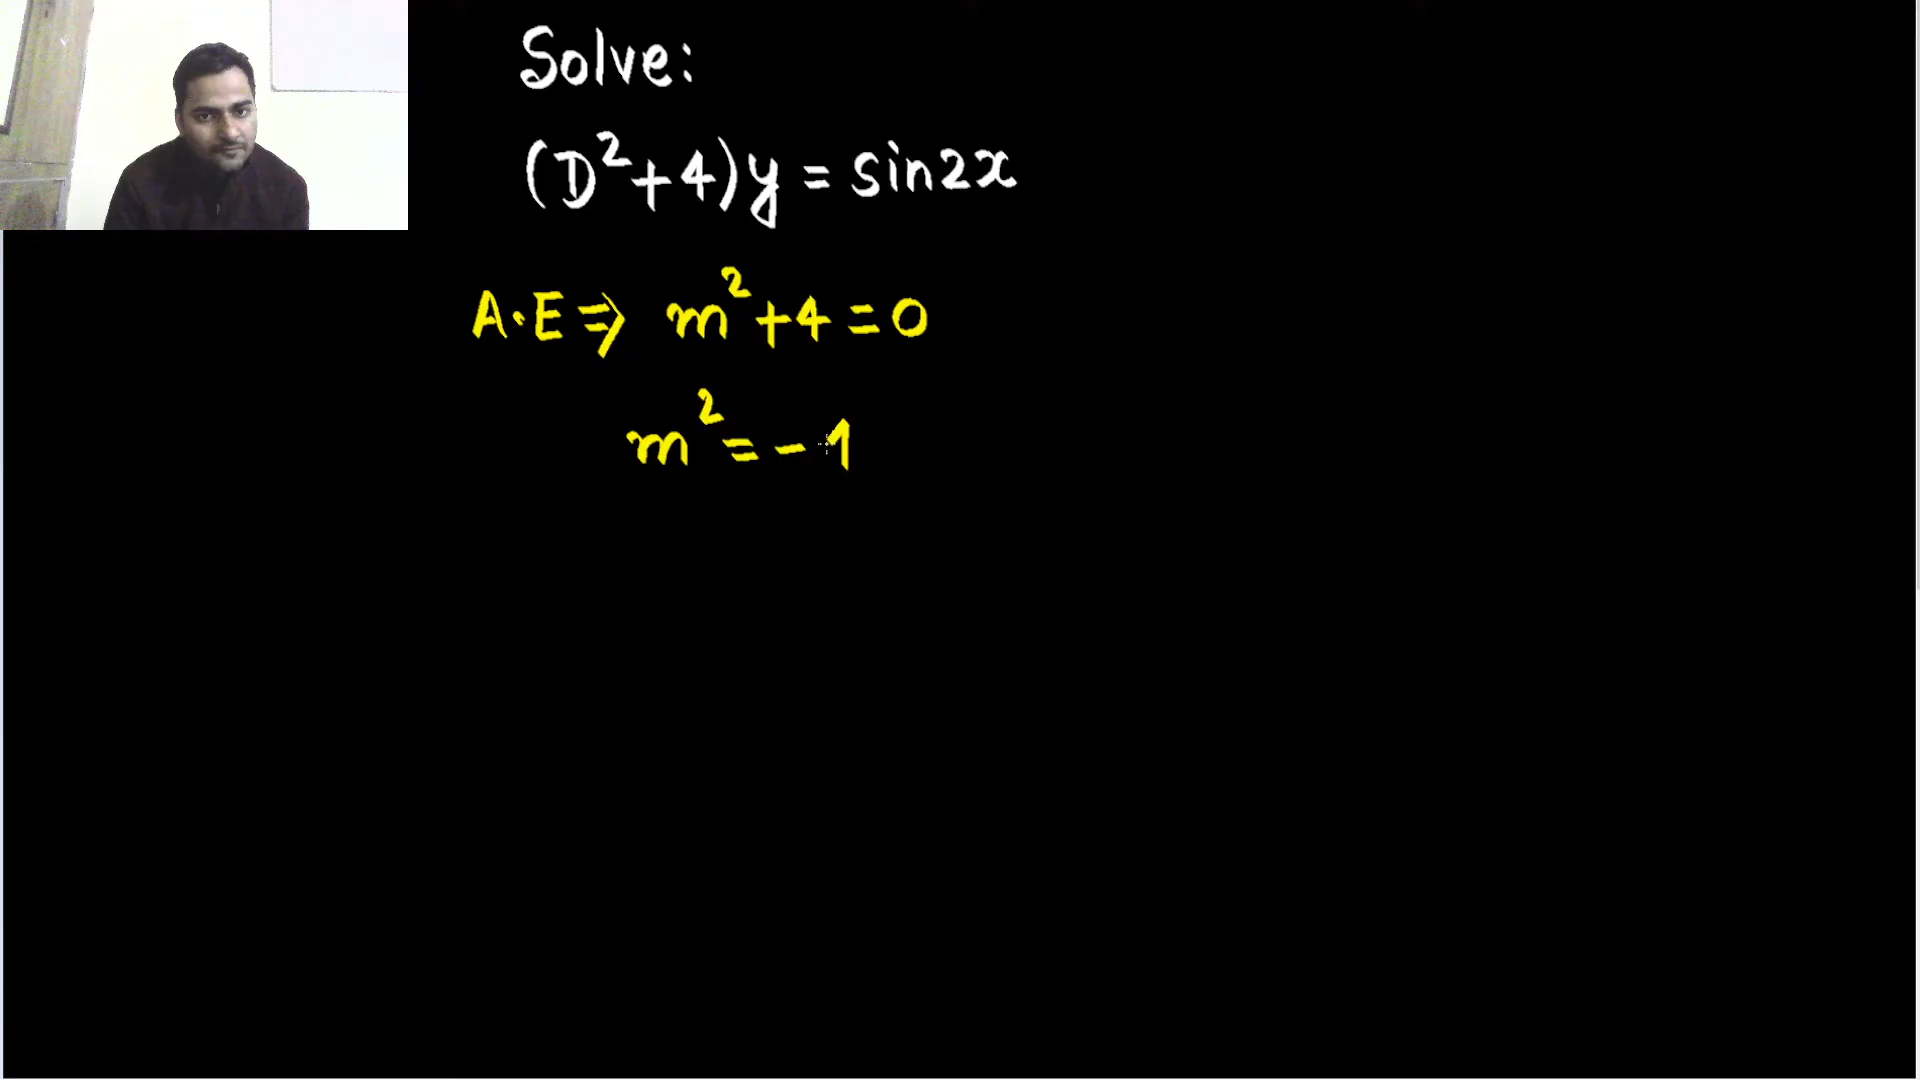 Solve:
(D²+4)y = sin2x
A.E ⇒ m²+4=0
m² = -1